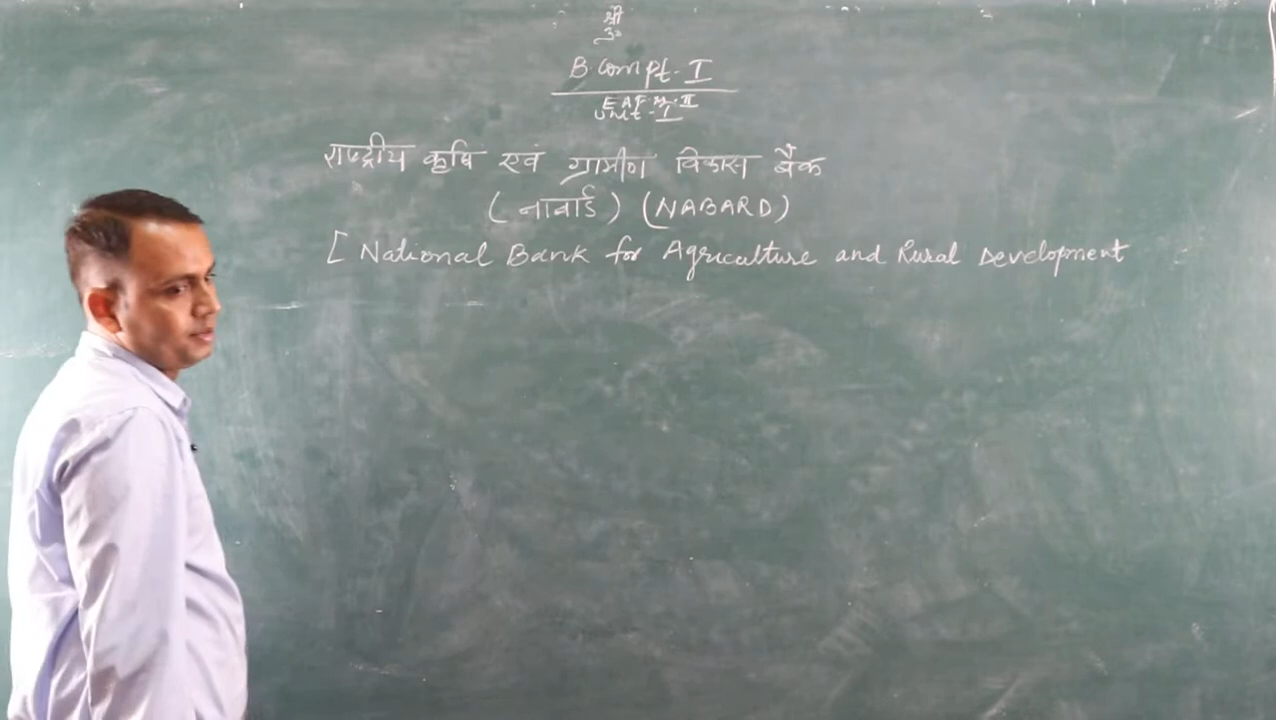 श्री
ॐ
B.Com pt.-I
E.A.F.M.-II
Unit-I
राष्ट्रीय कृषि एवं ग्रामीण विकास बैंक
(नाबार्ड) (NABARD)
[National Bank for Agriculture and Rural Development